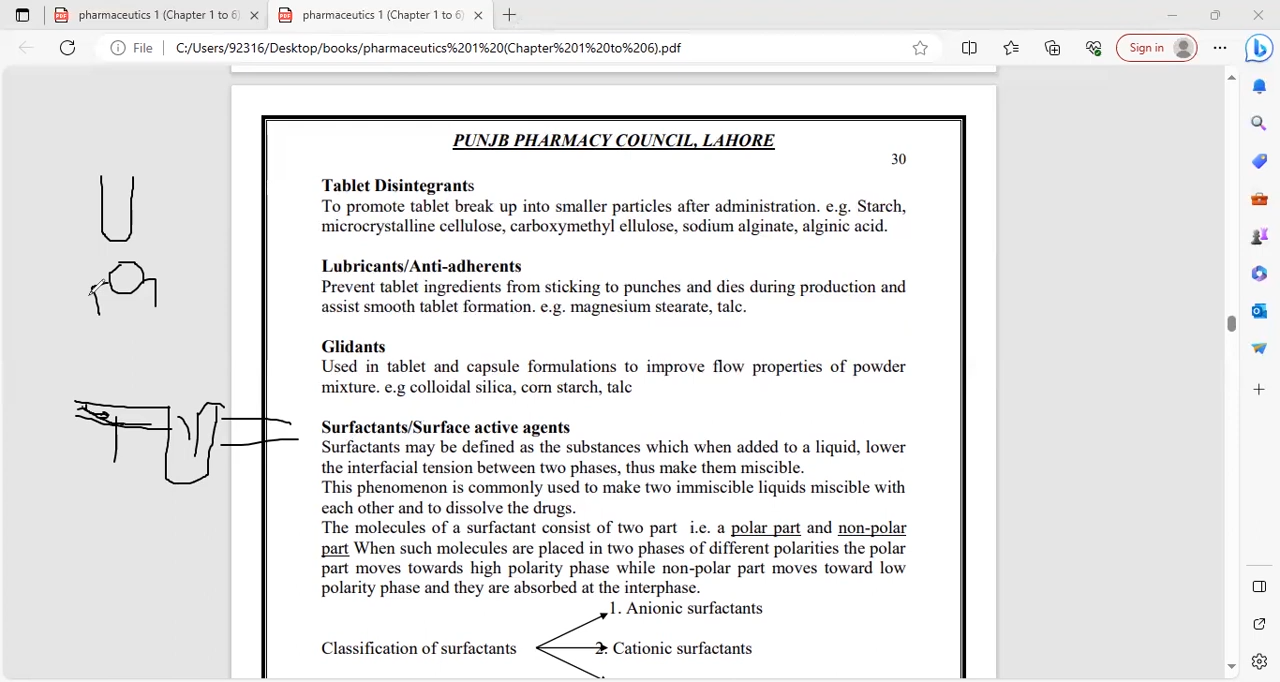 pharmaceutics 1 (Chapter 1 to 6)
pharmaceutics 1 (Chapter 1 to 6)
File
C:/Users/92316/Desktop/books/pharmaceutics%201%20(Chapter%201%20to%206).pdf
Sign in
PUNJB PHARMACY COUNCIL, LAHORE
30
Tablet Disintegrants
To promote tablet break up into smaller particles after administration. e.g. Starch,
microcrystalline cellulose, carboxymethyl ellulose, sodium alginate, alginic acid.
Lubricants/Anti-adherents
Prevent tablet ingredients from sticking to punches and dies during production and
assist smooth tablet formation. e.g. magnesium stearate, talc.
Glidants
Used in tablet and capsule formulations to improve flow properties of powder
mixture. e.g colloidal silica, corn starch, talc
Surfactants/Surface active agents
Surfactants may be defined as the substances which when added to a liquid, lower
the interfacial tension between two phases, thus make them miscible.
This phenomenon is commonly used to make two immiscible liquids miscible with
each other and to dissolve the drugs.
The molecules of a surfactant consist of two part i.e. a polar part and non-polar
part When such molecules are placed in two phases of different polarities the polar
part moves towards high polarity phase while non-polar part moves toward low
polarity phase and they are absorbed at the interphase.
1. Anionic surfactants
Classification of surfactants 2. Cationic surfactants